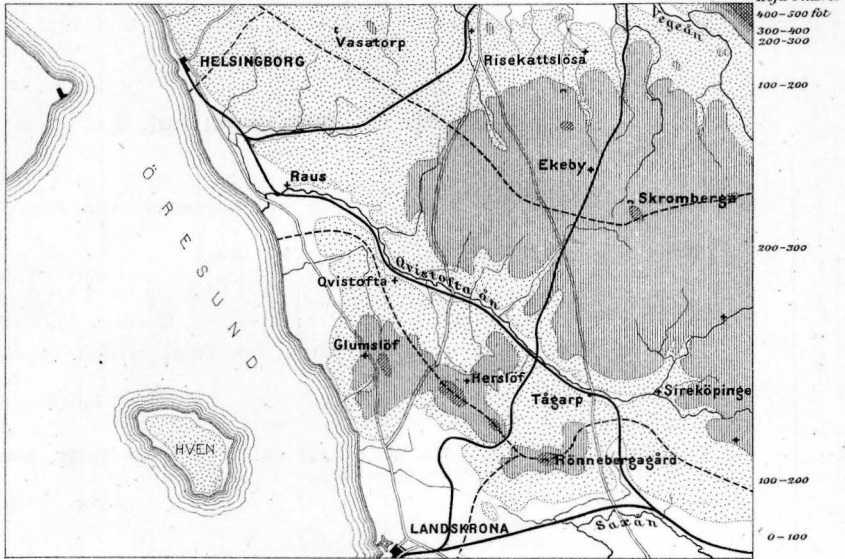 400-500 fot
300-400
200-300
100-200
200-300
100-200
0-100
Vegeån
Vasatorp
HELSINGBORG
Risekattslösa
Raus
Ekeby
Skromberga
ÖRESUND
Qvistofta ån
Qvistofta
Glumslöf
Herslöf
Tågarp
Sireköpinge
HVEN
Rönnebergagård
LANDSKRONA
Saxån